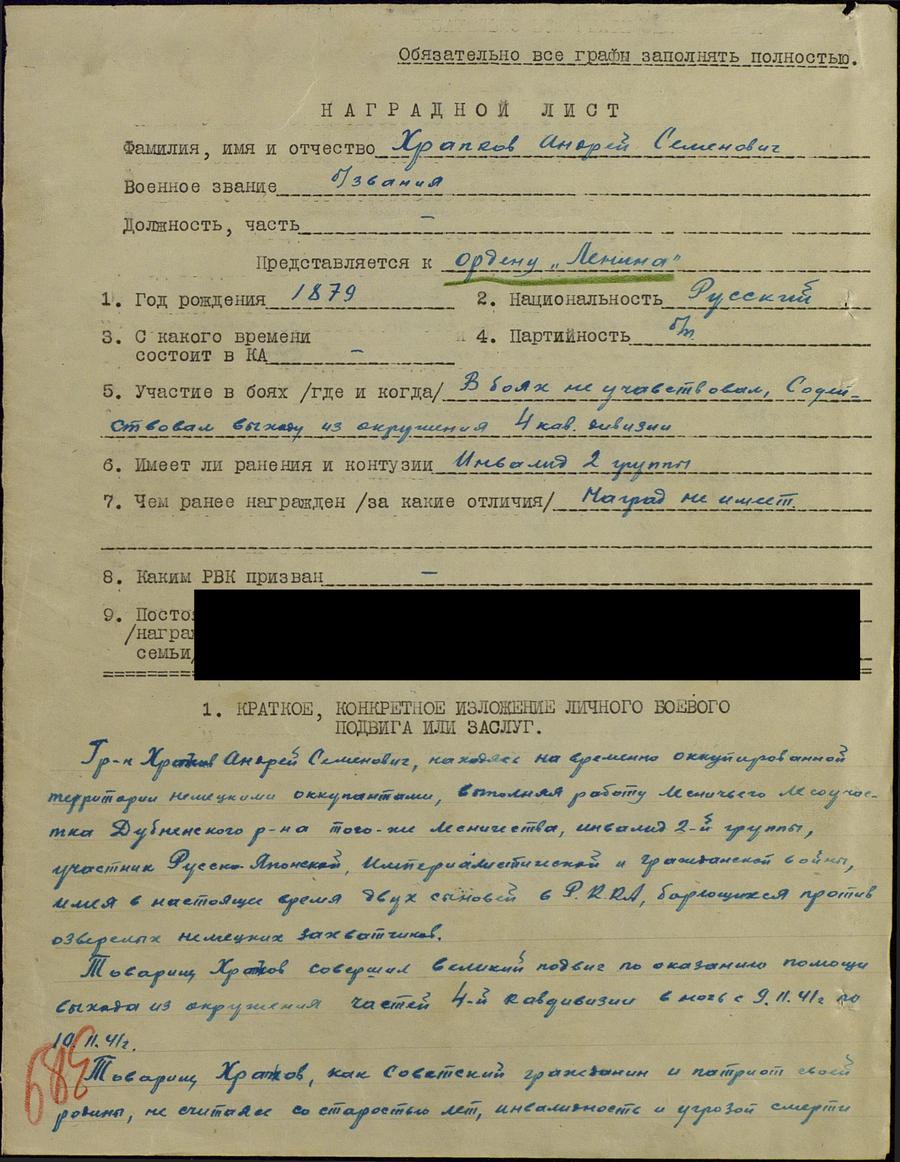 Обязательно все графы заполнять полностью.
НАГРАДНОЙ ЛИСТ
Фамилия, имя и отчество Храпков Андрей Семенович
Военное звание б/звания
Должность, часть –
Представляется к ордену „Ленина"
1. Год рождения 1879 2. Национальность Русский
3. С какого времени 4. Партийность б/п.
состоит в КА –
5. Участие в боях /где и когда/ В боях не учавствовал, Содей-
ствовал выходу из окружения 4 кав. дивизии
6. Имеет ли ранения и контузии Инвалид 2 группы
7. Чем ранее награжден /за какие отличия/ Наград не имеет.
8. Каким РВК призван –
9.
семьи/
1. КРАТКОЕ, КОНКРЕТНОЕ ИЗЛОЖЕНИЕ ЛИЧНОГО БОЕВОГО
ПОДВИГА ИЛИ ЗАСЛУГ.
Гр-н Храпков Андрей Семенович, находясь на временно оккупированной
территории немецкими оккупантами, выполняя работу лесничьего лесоучас-
тка Дубненского р-на того-же лесничества, инвалид 2-й группы,
участник Русско-Японской, Империалистической и гражданской войны,
имея в настоящее время двух сыновей в Р.К.К.А, борющихся против
озверелых немецких захватчиков.
Товарищ Храпков совершил великий подвиг по оказанию помощи
выхода из окружения частей 4-й кавдивизии в ночь с 9.11.41г по
10.11.41г.
Товарищ Храпков, как Советский гражданин и патриот своей
родины, не считаясь со старостью лет, инвалидность и угрозой смерти